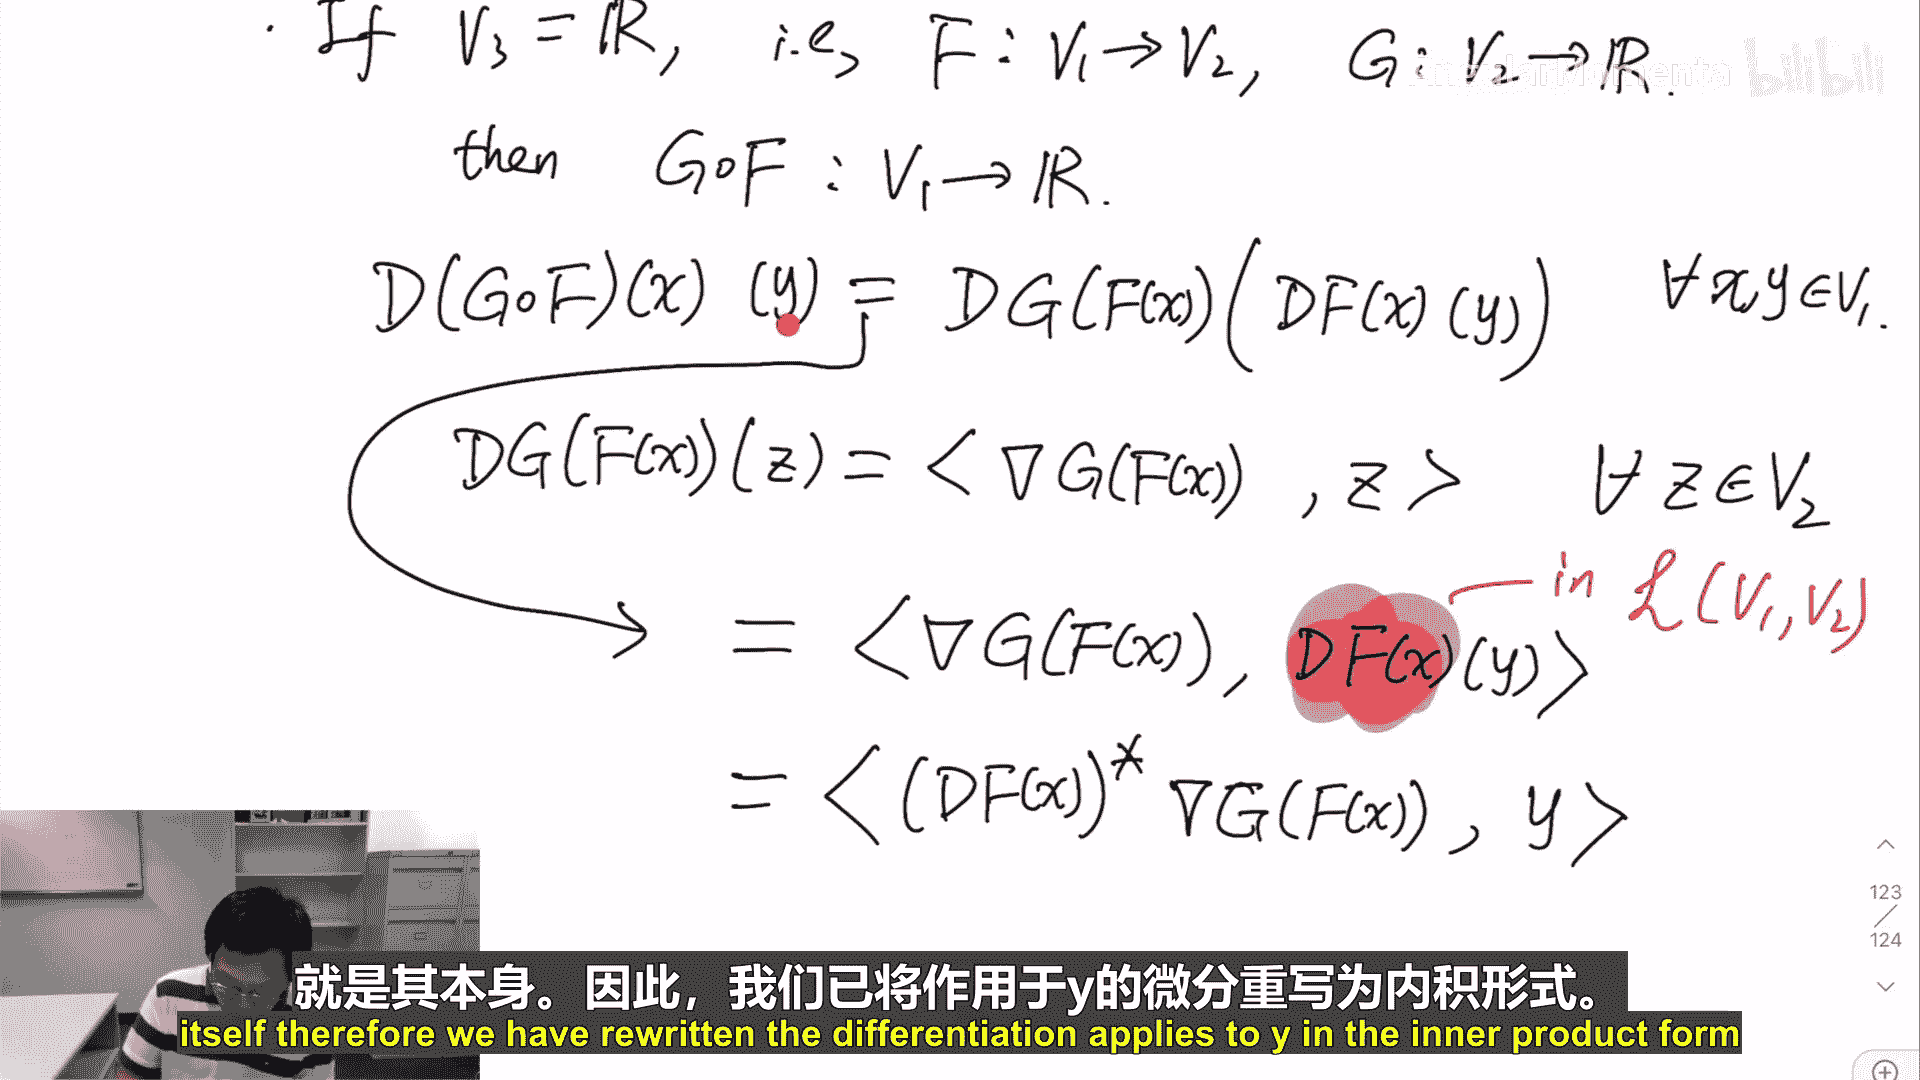 · If V₃ = ℝ, i.e, F : V₁ → V₂, G : V₂ → ℝ.
AngularMomenta bilibili
then G∘F : V₁ → ℝ.
D(G∘F)(x) (y) = DG(F(x))(DF(x)(y)) ∀ x,y ∈ V₁.
DG(F(x))(z) = < ∇G(F(x)) , z > ∀ z ∈ V₂
in ℒ(V₁, V₂)
= < ∇G(F(x)), DF(x)(y) >
= < (DF(x))* ∇G(F(x)) , y >
123
124
就是其本身。因此，我们已将作用于y的微分重写为内积形式。
itself therefore we have rewritten the differentiation applies to y in the inner product form